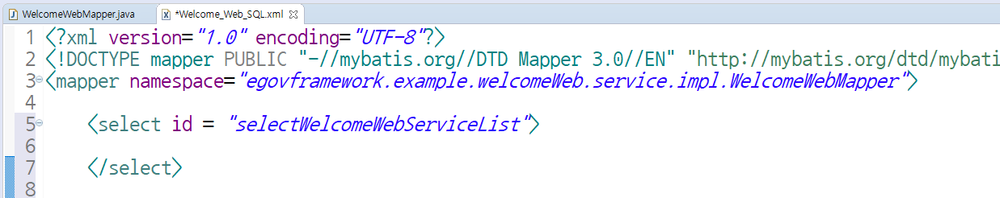 WelcomeWebMapper.java *Welcome_Web_SQL.xml
1 <?xml version="1.0" encoding="UTF-8"?>
2 <!DOCTYPE mapper PUBLIC "-//mybatis.org//DTD Mapper 3.0//EN" "http://mybatis.org/dtd/mybati
3 <mapper namespace="egovframework.example.welcomeWeb.service.impl.WelcomeWebMapper">
4
5 <select id = "selectWelcomeWebServiceList">
6
7 </select>
8